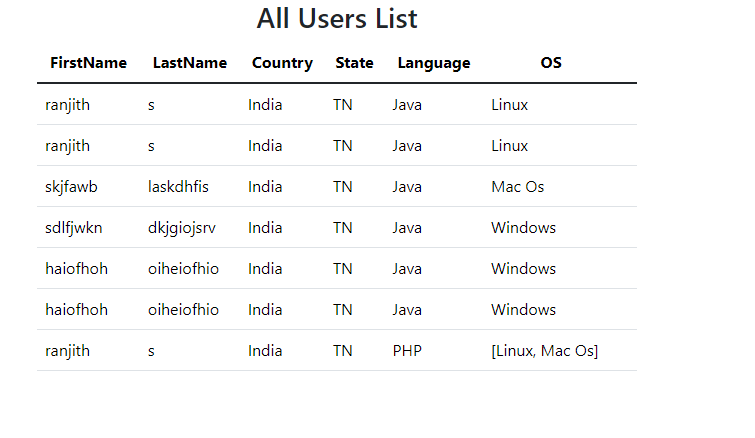 All Users List
FirstName LastName Country State Language OS
ranjith s India TN Java Linux
ranjith s India TN Java Linux
skjfawb laskdhfis India TN Java Mac Os
sdlfjwkn dkjgiojsrv India TN Java Windows
haiofhoh oiheiofhio India TN Java Windows
haiofhoh oiheiofhio India TN Java Windows
ranjith s India TN PHP [Linux, Mac Os]